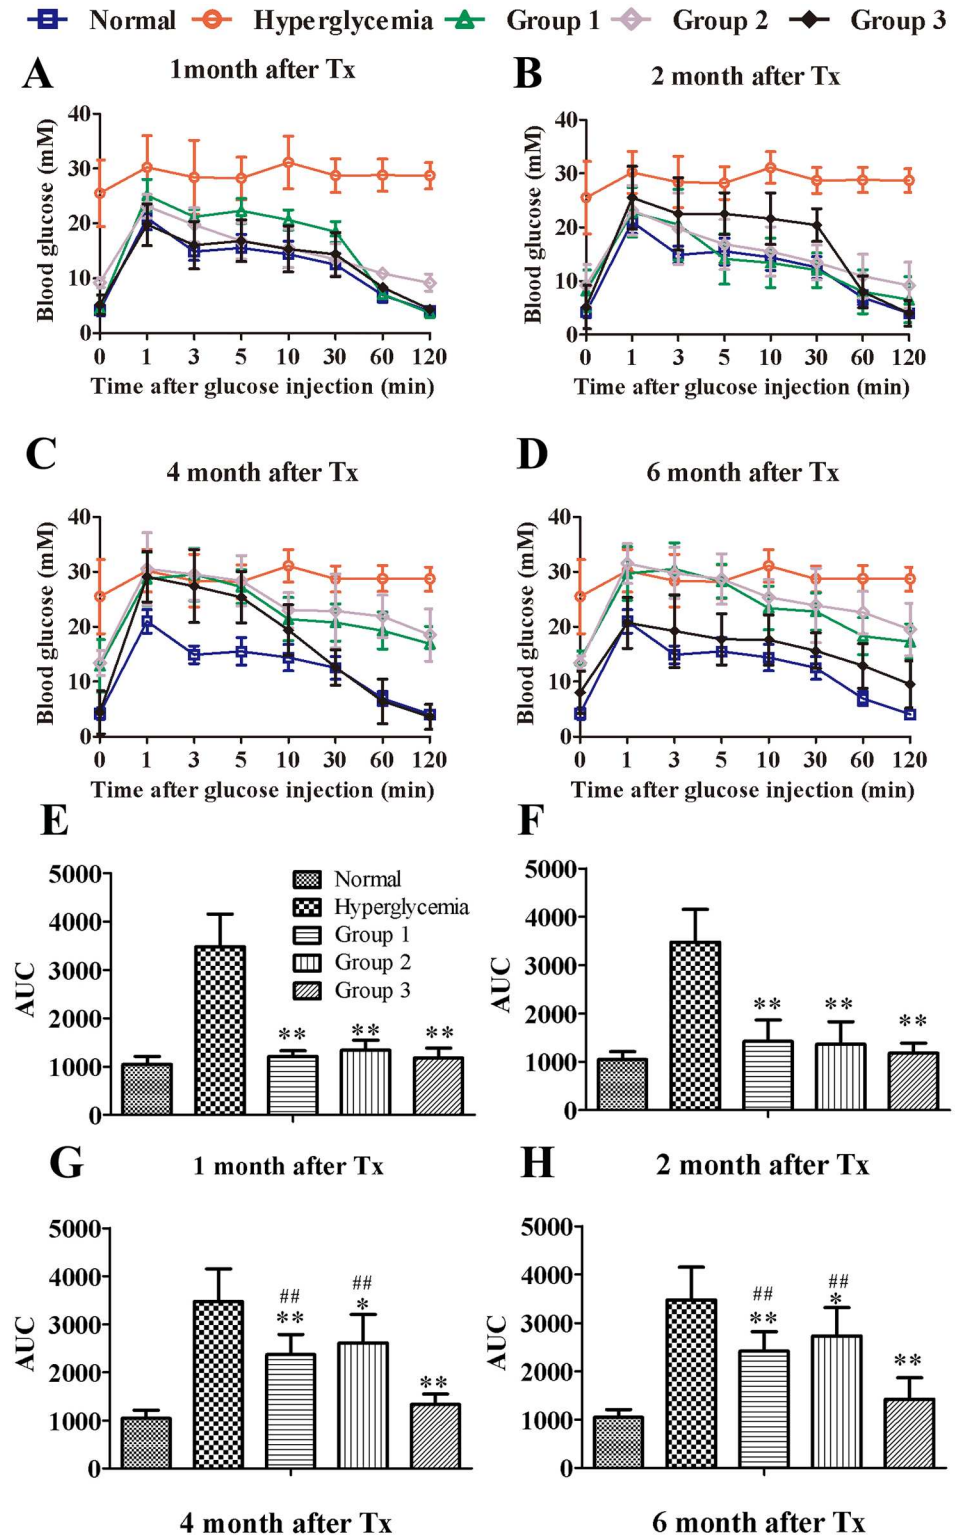 Normal Hyperglycemia Group 1 Group 2 Group 3
A 1month after Tx
Blood glucose (mM)
40
30
20
10
0
0 1 3 5 10 30 60 120
Time after glucose injection (min)
B 2 month after Tx
Blood glucose (mM)
40
30
20
10
0
0 1 3 5 10 30 60 120
Time after glucose injection (min)
C 4 month after Tx
Blood glucose (mM)
40
30
20
10
0
0 1 3 5 10 30 60 120
Time after glucose injection (min)
D 6 month after Tx
Blood glucose (mM)
40
30
20
10
0
0 1 3 5 10 30 60 120
Time after glucose injection (min)
E
AUC
5000
4000
3000
2000
1000
0
Normal
Hyperglycemia
Group 1
Group 2
Group 3
** ** **
1 month after Tx
F
AUC
5000
4000
3000
2000
1000
0
** ** **
2 month after Tx
G
AUC
5000
4000
3000
2000
1000
0
## ##
** * **
4 month after Tx
H
AUC
5000
4000
3000
2000
1000
0
## ##
** * **
6 month after Tx